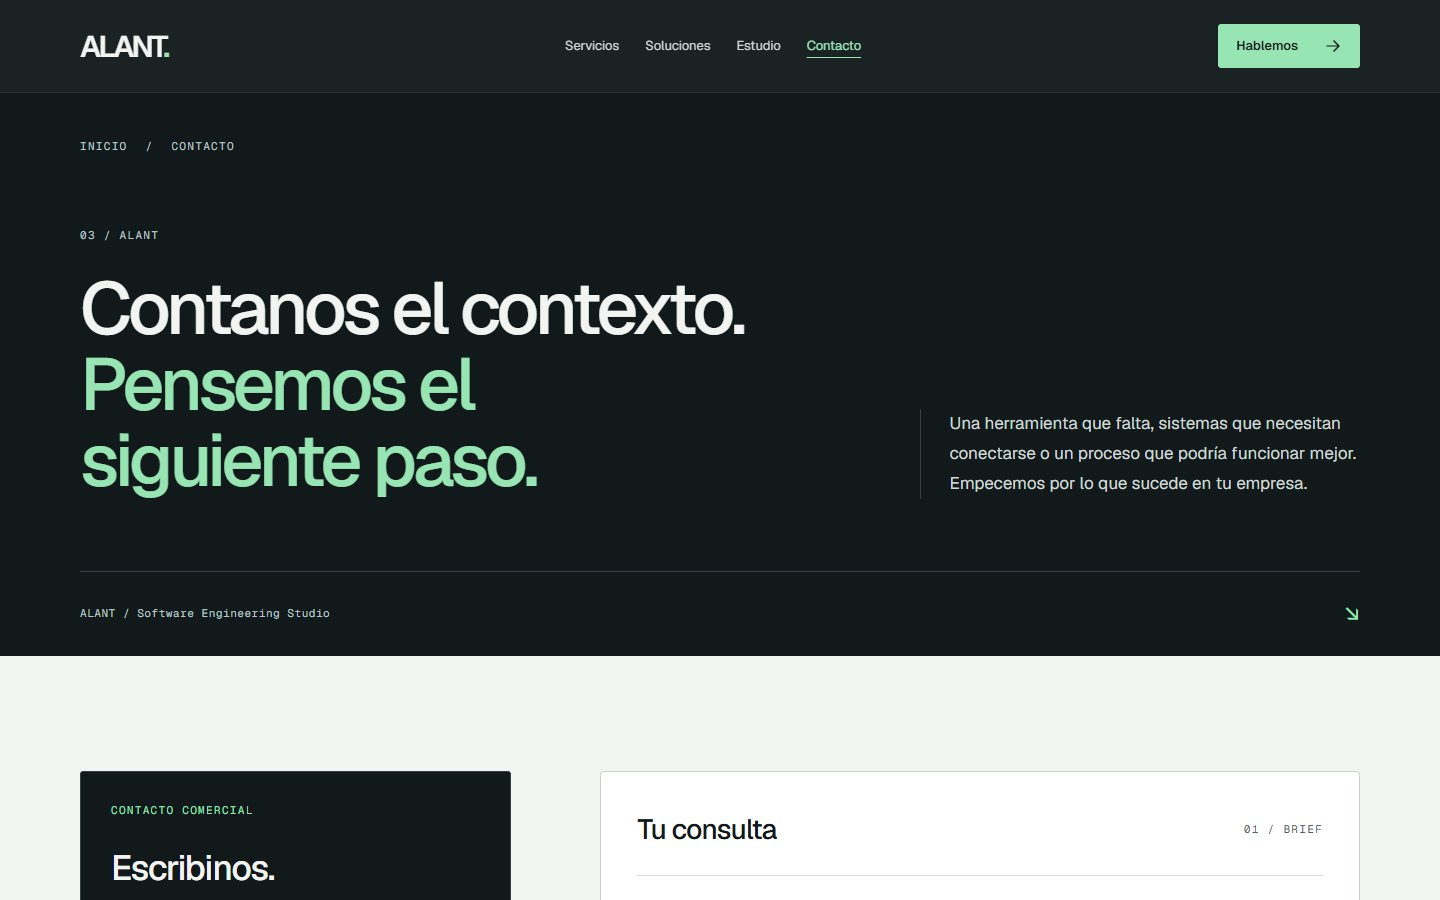 ALANT.
Servicios
Soluciones
Estudio
Contacto
Hablemos
INICIO / CONTACTO
03 / ALANT
Contanos el contexto.
Pensemos el
siguiente paso.
Una herramienta que falta, sistemas que necesitan
conectarse o un proceso que podría funcionar mejor.
Empecemos por lo que sucede en tu empresa.
ALANT / Software Engineering Studio
CONTACTO COMERCIAL
Escribinos.
Tu consulta
01 / BRIEF